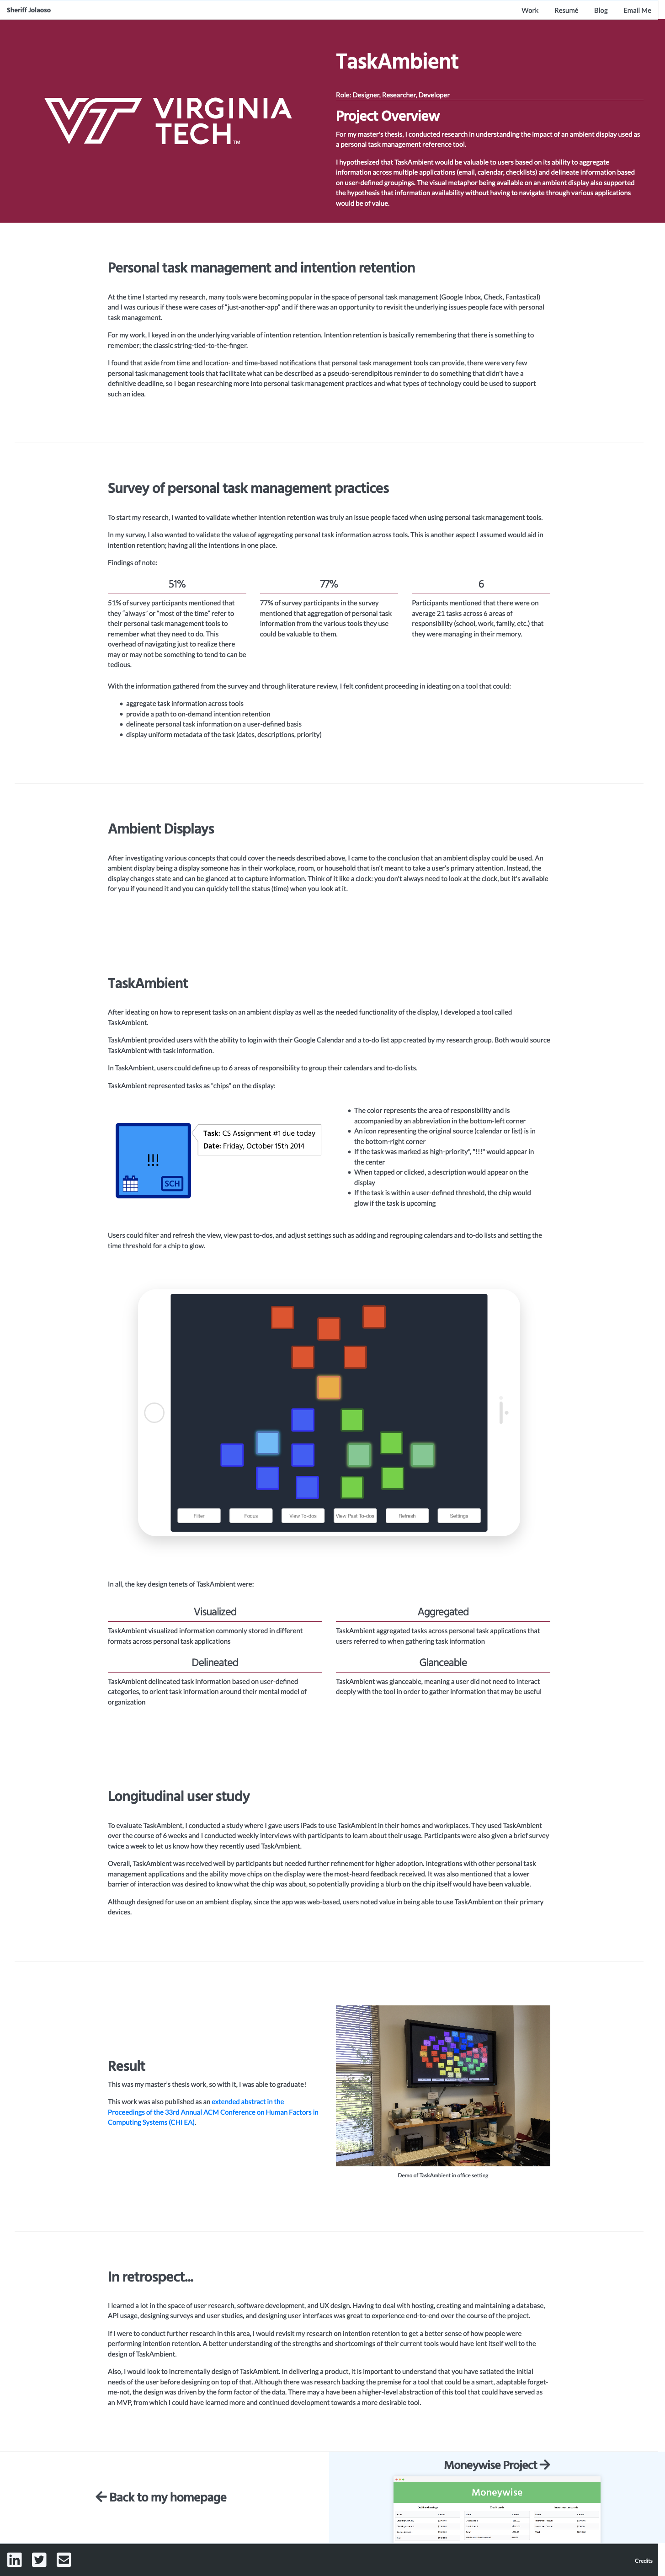 Sheriff Jolaoso
Work Resumé Blog Email Me
VT VIRGINIA
TECH™
TaskAmbient
Role: Designer, Researcher, Developer
Project Overview
For my master's thesis, I conducted research in understanding the impact of an ambient display used as
a personal task management reference tool.
I hypothesized that TaskAmbient would be valuable to users based on its ability to aggregate
information across multiple applications (email, calendar, checklists) and delineate information based
on user-defined groupings. The visual metaphor being available on an ambient display also supported
the hypothesis that information availability without having to navigate through various applications
would be of value.
Personal task management and intention retention
At the time I started my research, many tools were becoming popular in the space of personal task management (Google Inbox, Check, Fantastical)
and I was curious if these were cases of "just-another-app" and if there was an opportunity to revisit the underlying issues people face with personal
task management.
For my work, I keyed in on the underlying variable of intention retention. Intention retention is basically remembering that there is something to
remember; the classic string-tied-to-the-finger.
I found that aside from time and location- and time-based notifications that personal task management tools can provide, there were very few
personal task management tools that facilitate what can be described as a pseudo-serendipitous reminder to do something that didn't have a
definitive deadline, so I began researching more into personal task management practices and what types of technology could be used to support
such an idea.
Survey of personal task management practices
To start my research, I wanted to validate whether intention retention was truly an issue people faced when using personal task management tools.
In my survey, I also wanted to validate the value of aggregating personal task information across tools. This is another aspect I assumed would aid in
intention retention; having all the intentions in one place.
Findings of note:
51%
51% of survey participants mentioned that
they "always" or "most of the time" refer to
their personal task management tools to
remember what they need to do. This
overhead of navigating just to realize there
may or may not be something to tend to can be
tedious.
77%
77% of survey participants in the survey
mentioned that aggregation of personal task
information from the various tools they use
could be valuable to them.
6
Participants mentioned that there were on
average 21 tasks across 6 areas of
responsibility (school, work, family, etc.) that
they were managing in their memory.
With the information gathered from the survey and through literature review, I felt confident proceeding in ideating on a tool that could:
• aggregate task information across tools
• provide a path to on-demand intention retention
• delineate personal task information on a user-defined basis
• display uniform metadata of the task (dates, descriptions, priority)
Ambient Displays
After investigating various concepts that could cover the needs described above, I came to the conclusion that an ambient display could be used. An
ambient display being a display someone has in their workplace, room, or household that isn't meant to take a user's primary attention. Instead, the
display changes state and can be glanced at to capture information. Think of it like a clock: you don't always need to look at the clock, but it's available
for you if you need it and you can quickly tell the status (time) when you look at it.
TaskAmbient
After ideating on how to represent tasks on an ambient display as well as the needed functionality of the display, I developed a tool called
TaskAmbient.
TaskAmbient provided users with the ability to login with their Google Calendar and a to-do list app created by my research group. Both would source
TaskAmbient with task information.
In TaskAmbient, users could define up to 6 areas of responsibility to group their calendars and to-do lists.
TaskAmbient represented tasks as "chips" on the display:
!!!
SCH
Task: CS Assignment #1 due today
Date: Friday, October 15th 2014
• The color represents the area of responsibility and is
accompanied by an abbreviation in the bottom-left corner
• An icon representing the original source (calendar or list) is in
the bottom-right corner
• If the task was marked as high-priority", "!!!" would appear in
the center
• When tapped or clicked, a description would appear on the
display
• If the task is within a user-defined threshold, the chip would
glow if the task is upcoming
Users could filter and refresh the view, view past to-dos, and adjust settings such as adding and regrouping calendars and to-do lists and setting the
time threshold for a chip to glow.
Filter Focus View To-dos View Past To-dos Refresh Settings
In all, the key design tenets of TaskAmbient were:
Visualized
TaskAmbient visualized information commonly stored in different
formats across personal task applications
Aggregated
TaskAmbient aggregated tasks across personal task applications that
users referred to when gathering task information
Delineated
TaskAmbient delineated task information based on user-defined
categories, to orient task information around their mental model of
organization
Glanceable
TaskAmbient was glanceable, meaning a user did not need to interact
deeply with the tool in order to gather information that may be useful
Longitudinal user study
To evaluate TaskAmbient, I conducted a study where I gave users iPads to use TaskAmbient in their homes and workplaces. They used TaskAmbient
over the course of 6 weeks and I conducted weekly interviews with participants to learn about their usage. Participants were also given a brief survey
twice a week to let us know how they recently used TaskAmbient.
Overall, TaskAmbient was received well by participants but needed further refinement for higher adoption. Integrations with other personal task
management applications and the ability move chips on the display were the most-heard feedback received. It was also mentioned that a lower
barrier of interaction was desired to know what the chip was about, so potentially providing a blurb on the chip itself would have been valuable.
Although designed for use on an ambient display, since the app was web-based, users noted value in being able to use TaskAmbient on their primary
devices.
Result
This was my master's thesis work, so with it, I was able to graduate!
This work was also published as an extended abstract in the
Proceedings of the 33rd Annual ACM Conference on Human Factors in
Computing Systems (CHI EA).
Demo of TaskAmbient in office setting
In retrospect...
I learned a lot in the space of user research, software development, and UX design. Having to deal with hosting, creating and maintaining a database,
API usage, designing surveys and user studies, and designing user interfaces was great to experience end-to-end over the course of the project.
If I were to conduct further research in this area, I would revisit my research on intention retention to get a better sense of how people were
performing intention retention. A better understanding of the strengths and shortcomings of their current tools would have lent itself well to the
design of TaskAmbient.
Also, I would look to incrementally design of TaskAmbient. In delivering a product, it is important to understand that you have satiated the initial
needs of the user before designing on top of that. Although there was research backing the premise for a tool that could be a smart, adaptable forget-
me-not, the design was driven by the form factor of the data. There may have a been a higher-level abstraction of this tool that could have served as
an MVP, from which I could have learned more and continued development towards a more desirable tool.
← Back to my homepage
Moneywise Project →
Moneywise
Credits